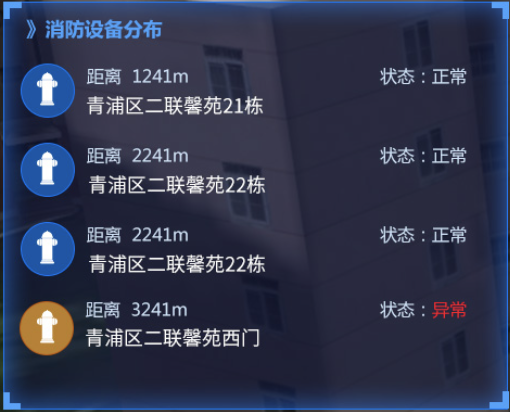 》消防设备分布
距离 1241m 状态：正常
青浦区二联馨苑21栋
距离 2241m 状态：正常
青浦区二联馨苑22栋
距离 2241m 状态：正常
青浦区二联馨苑22栋
距离 3241m 状态：异常
青浦区二联馨苑西门